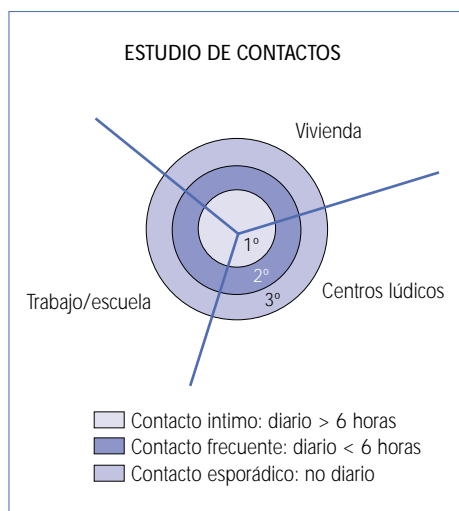 ESTUDIO DE CONTACTOS
Vivienda
1º
2º
3º
Centros lúdicos
Trabajo/escuela
Contacto intimo: diario > 6 horas
Contacto frecuente: diario < 6 horas
Contacto esporádico: no diario